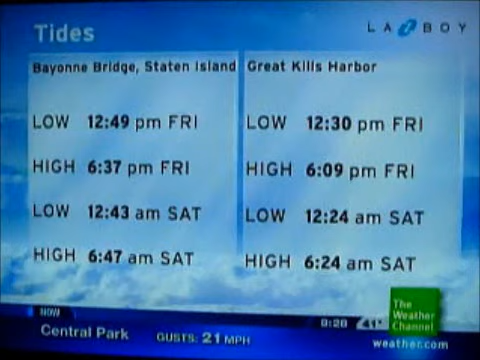 Tides
LA Z BOY
Bayonne Bridge, Staten Island
LOW 12:49 pm FRI
HIGH 6:37 pm FRI
LOW 12:43 am SAT
HIGH 6:47 am SAT
Great Kills Harbor
LOW 12:30 pm FRI
HIGH 6:09 pm FRI
LOW 12:24 am SAT
HIGH 6:24 am SAT
NOW
8:28 41°
Central Park GUSTS: 21 MPH
The
Weather
Channel
weather.com